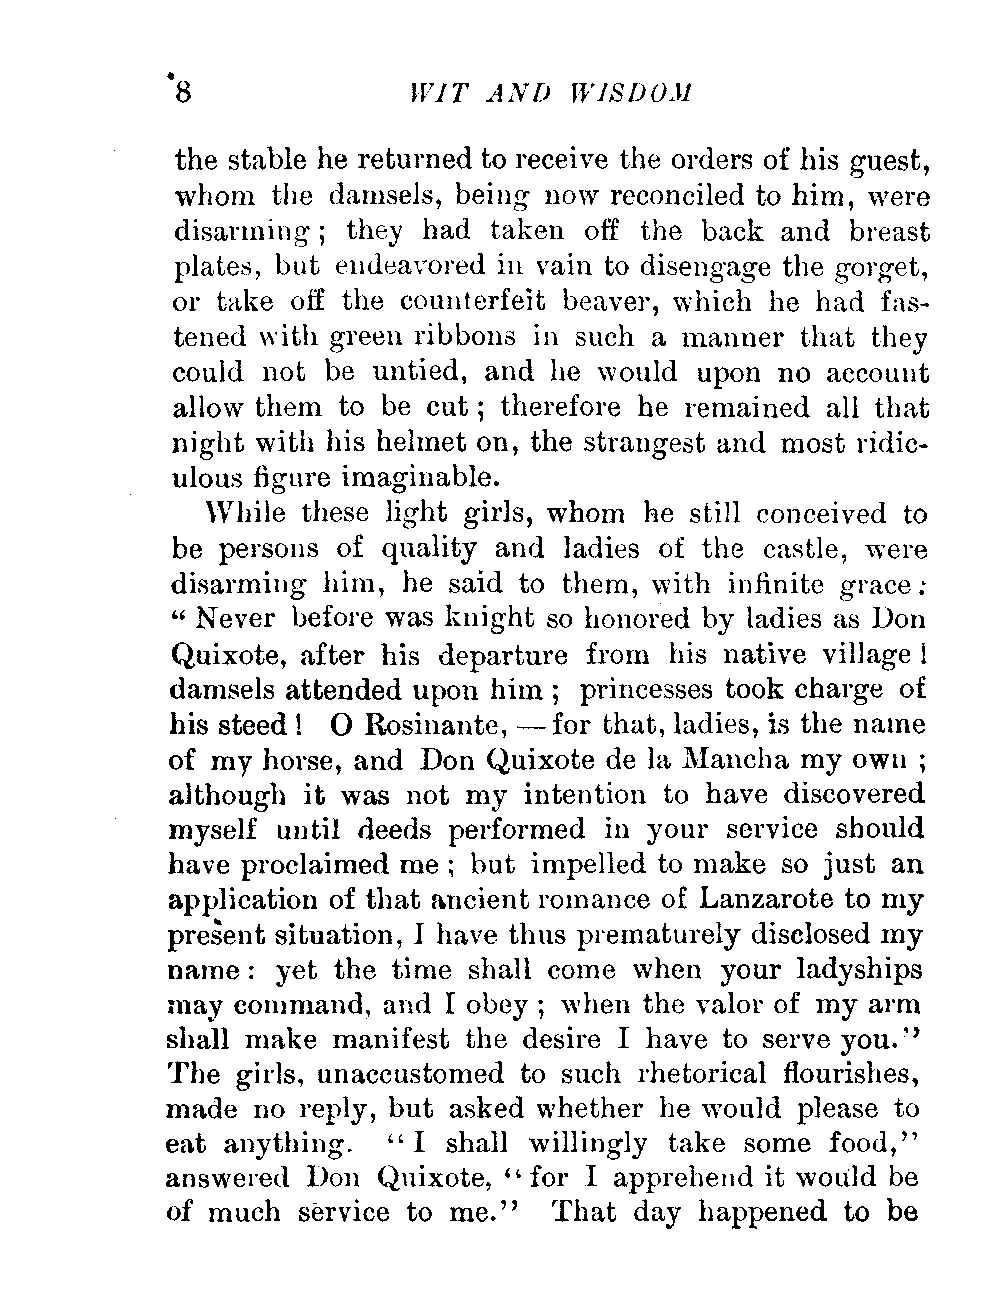 8 WIT AND WISDOM
the stable he returned to receive the orders of his guest,
whom the damsels, being now reconciled to him, were
disarming ; they had taken off the back and breast
plates, but endeavored in vain to disengage the gorget,
or take off the counterfeit beaver, which he had fas-
tened with green ribbons in such a manner that they
could not be untied, and he would upon no account
allow them to be cut ; therefore he remained all that
night with his helmet on, the strangest and most ridic-
ulous figure imaginable.
While these light girls, whom he still conceived to
be persons of quality and ladies of the castle, were
disarming him, he said to them, with infinite grace :
“ Never before was knight so honored by ladies as Don
Quixote, after his departure from his native village !
damsels attended upon him ; princesses took charge of
his steed ! O Rosinante, — for that, ladies, is the name
of my horse, and Don Quixote de la Mancha my own ;
although it was not my intention to have discovered
myself until deeds performed in your service should
have proclaimed me ; but impelled to make so just an
application of that ancient romance of Lanzarote to my
present situation, I have thus prematurely disclosed my
name : yet the time shall come when your ladyships
may command, and I obey ; when the valor of my arm
shall make manifest the desire I have to serve you.”
The girls, unaccustomed to such rhetorical flourishes,
made no reply, but asked whether he would please to
eat anything. “ I shall willingly take some food,”
answered Don Quixote, “ for I apprehend it would be
of much service to me.” That day happened to be